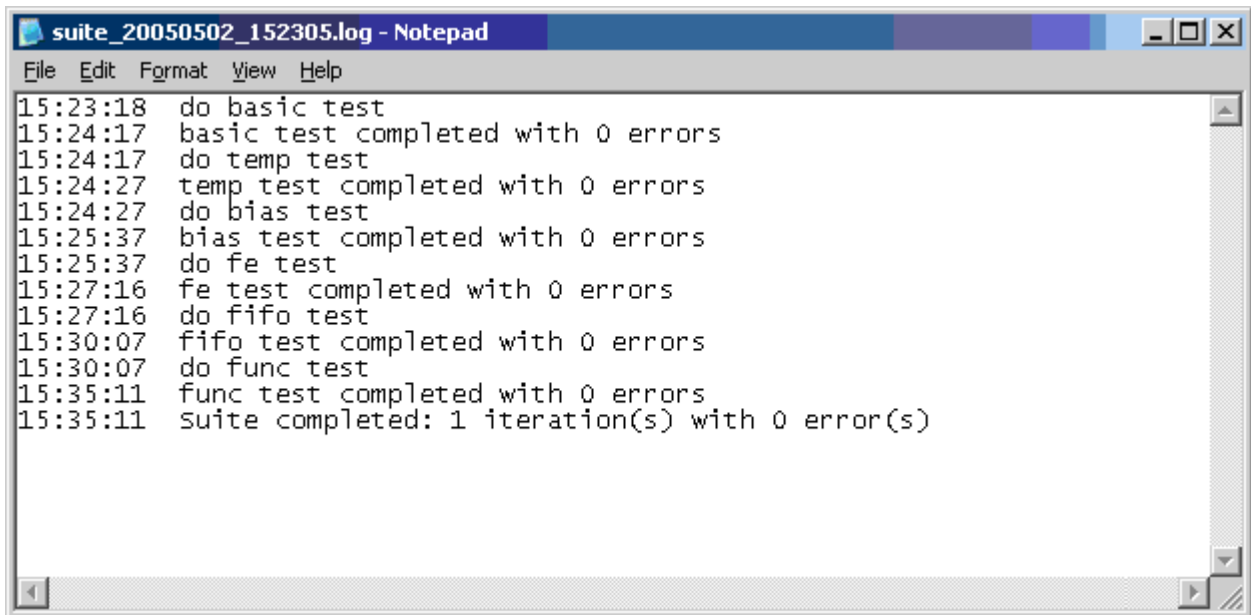 suite_20050502_152305.log - Notepad
File Edit Format View Help
15:23:18 do basic test
15:24:17 basic test completed with 0 errors
15:24:17 do temp test
15:24:27 temp test completed with 0 errors
15:24:27 do bias test
15:25:37 bias test completed with 0 errors
15:25:37 do fe test
15:27:16 fe test completed with 0 errors
15:27:16 do fifo test
15:30:07 fifo test completed with 0 errors
15:30:07 do func test
15:35:11 func test completed with 0 errors
15:35:11 Suite completed: 1 iteration(s) with 0 error(s)